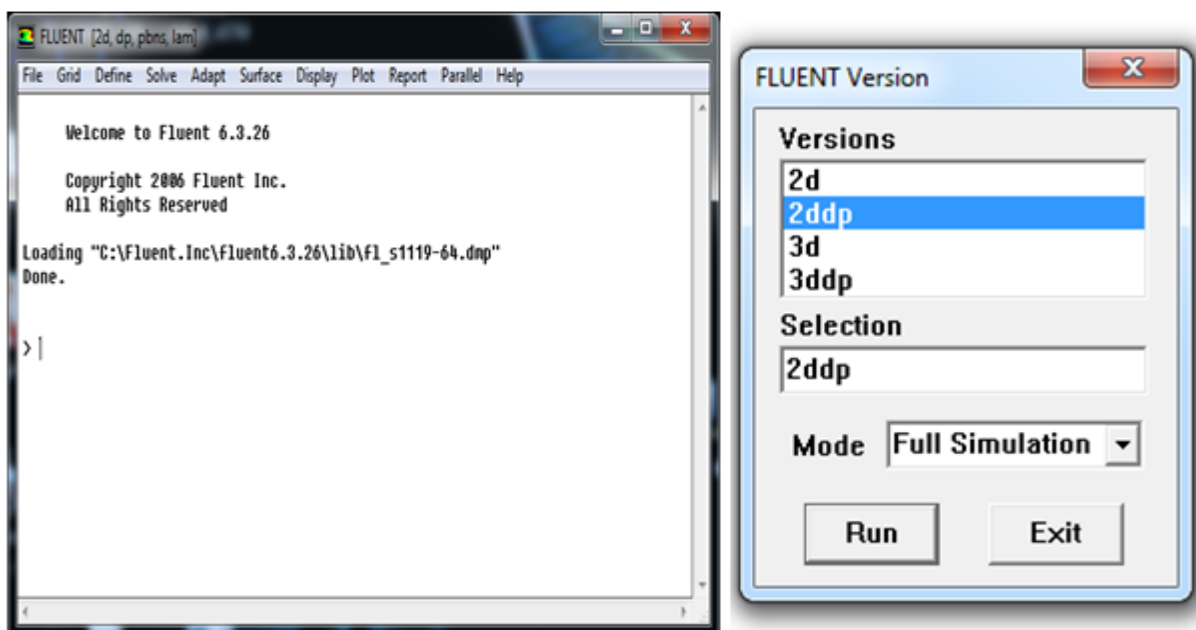 FLUENT [2d, dp, pbns, lam]
File Grid Define Solve Adapt Surface Display Plot Report Parallel Help
Welcome to Fluent 6.3.26
Copyright 2006 Fluent Inc.
All Rights Reserved
Loading "C:\Fluent.Inc\fluent6.3.26\lib\fl_s1119-64.dmp"
Done.
>
FLUENT Version
Versions
2d
2ddp
3d
3ddp
Selection
2ddp
Mode Full Simulation
Run Exit